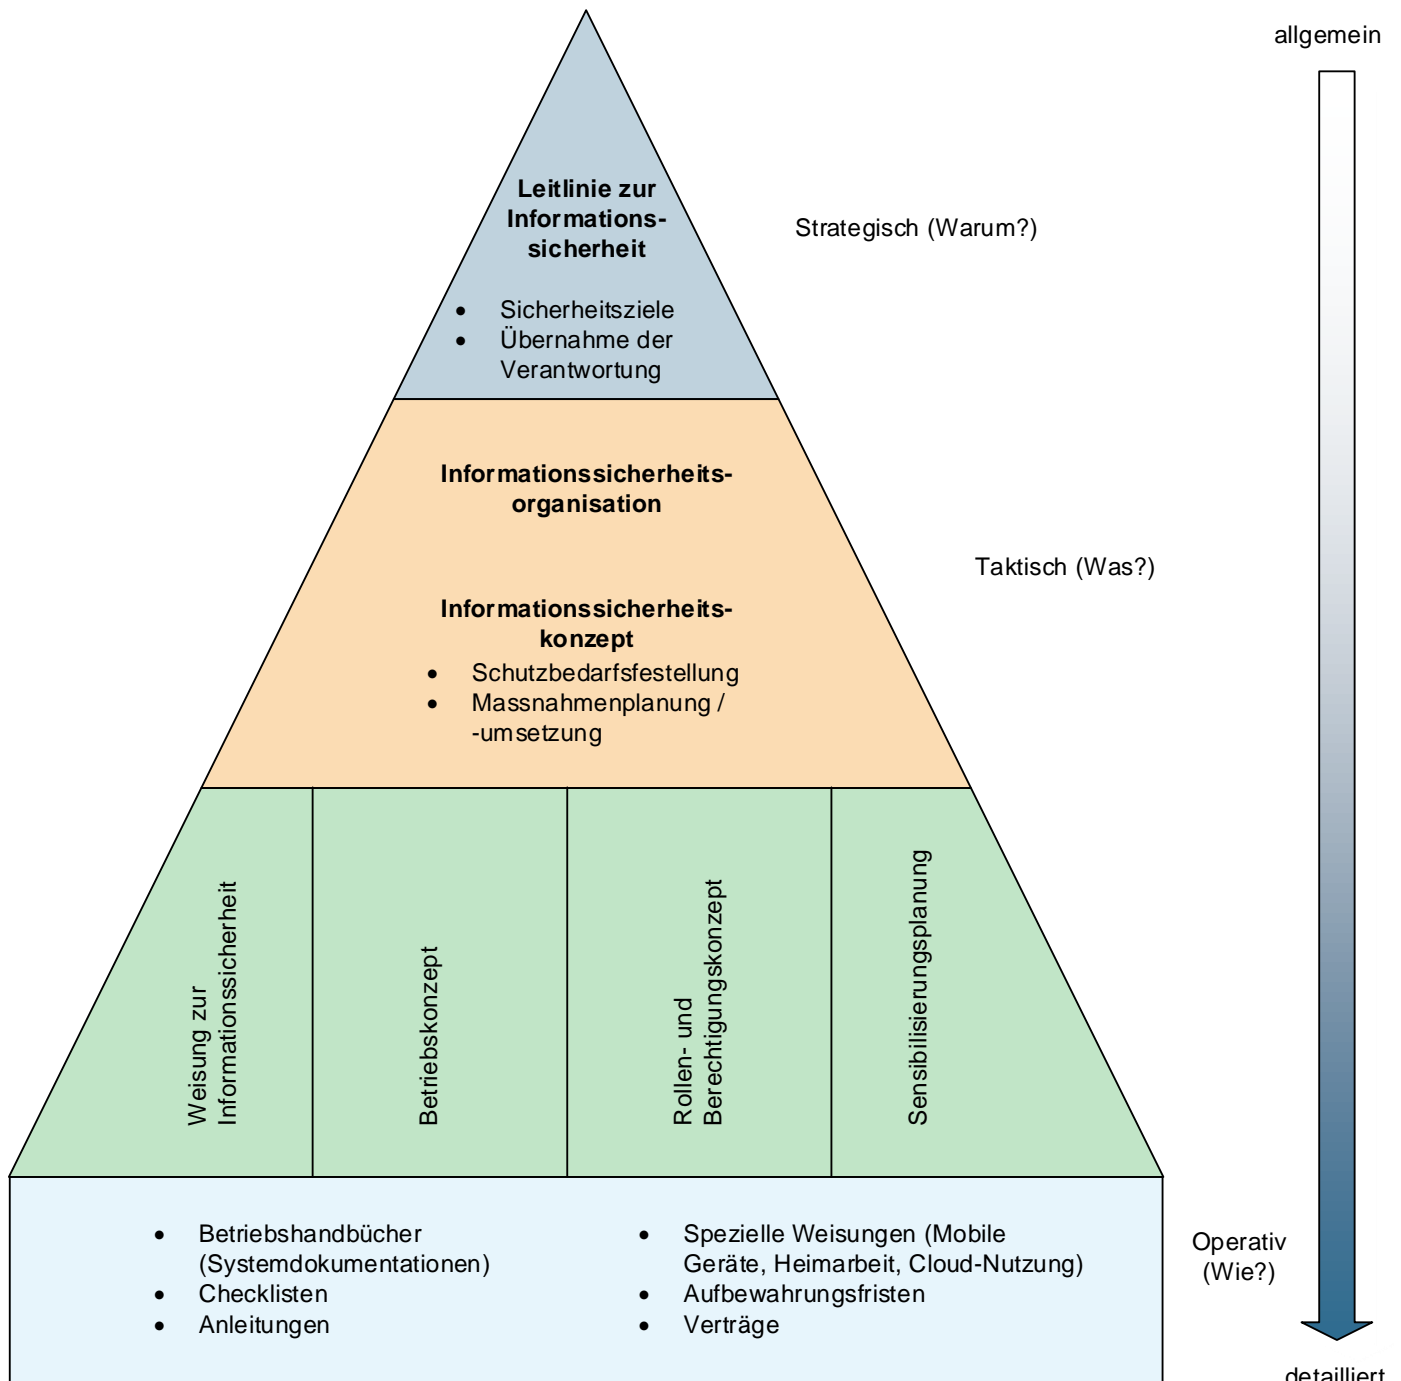 allgemein
Leitlinie zur
Informations-
sicherheit
• Sicherheitsziele
• Übernahme der
Verantwortung
Strategisch (Warum?)
Informationssicherheits-
organisation
Informationssicherheits-
konzept
• Schutzbedarfsfestellung
• Massnahmenplanung /
-umsetzung
Taktisch (Was?)
Weisung zur
Informationssicherheit
Betriebskonzept
Rollen- und
Berechtigungskonzept
Sensibilisierungsplanung
• Betriebshandbücher
(Systemdokumentationen)
• Checklisten
• Anleitungen
• Spezielle Weisungen (Mobile
Geräte, Heimarbeit, Cloud-Nutzung)
• Aufbewahrungsfristen
• Verträge
Operativ
(Wie?)
detailliert